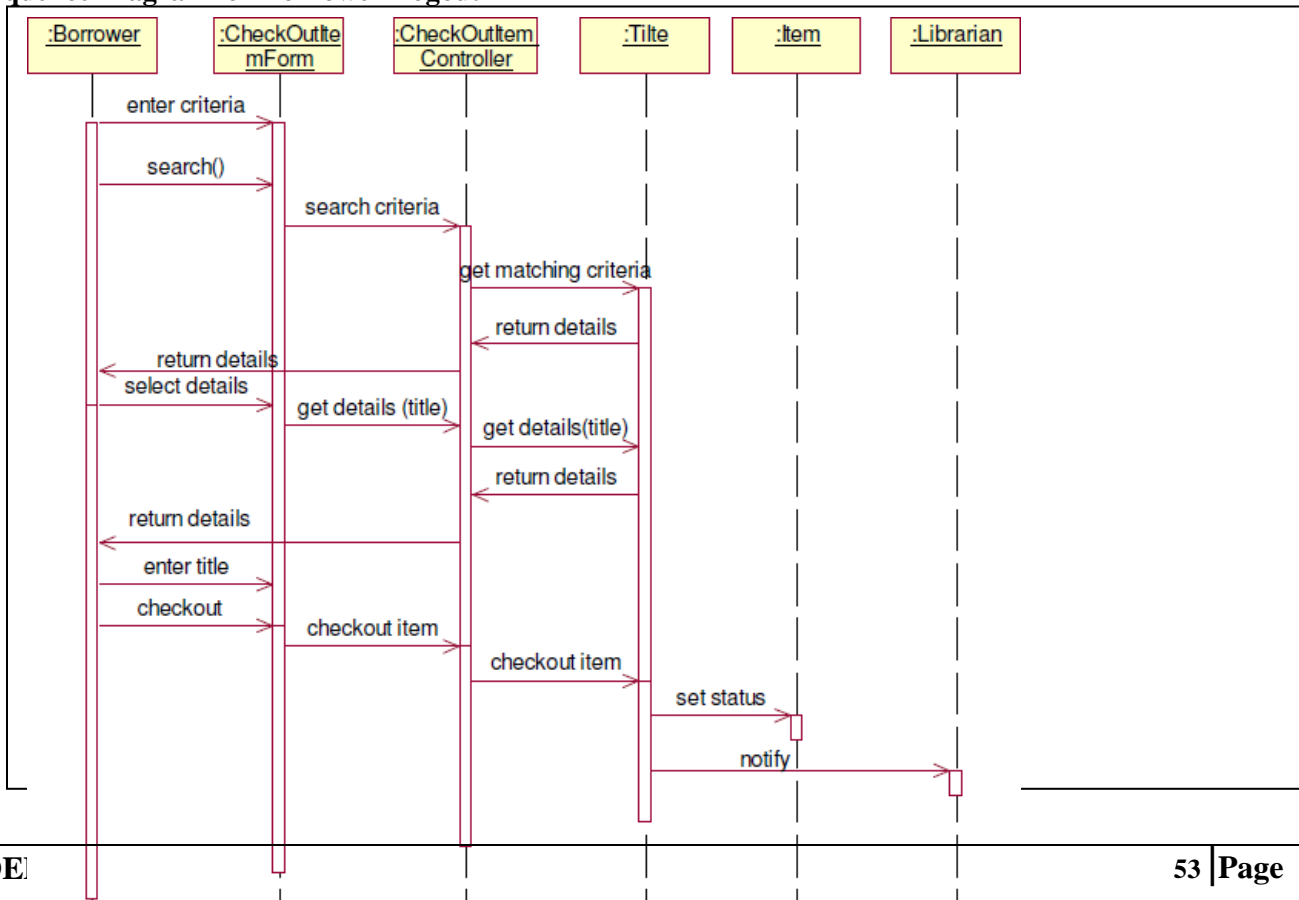 :Borrower
:CheckOutIte
mForm
:CheckOutItem
Controller
:Tilte
:Item
:Librarian
enter criteria
search()
search criteria
get matching criteria
return details
return details
select details
get details (title)
get details(title)
return details
return details
enter title
checkout
checkout item
checkout item
set status
notify
53 Page